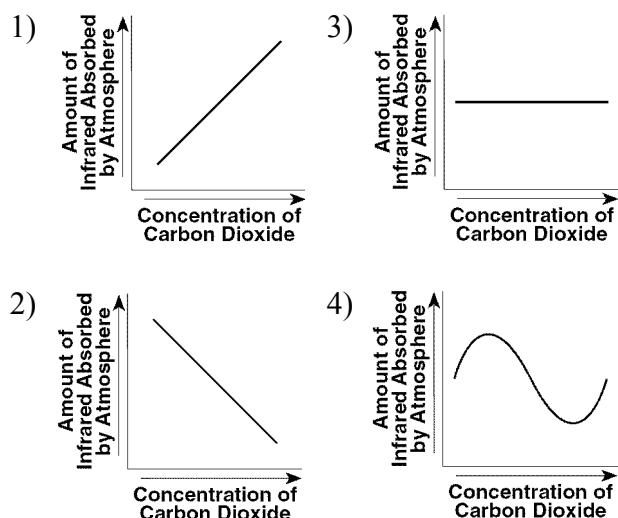 1)
Amount of
Infrared Absorbed
by Atmosphere
Concentration of
Carbon Dioxide
3)
Amount of
Infrared Absorbed
by Atmosphere
Concentration of
Carbon Dioxide
2)
Amount of
Infrared Absorbed
by Atmosphere
Concentration of
Carbon Dioxide
4)
Amount of
Infrared Absorbed
by Atmosphere
Concentration of
Carbon Dioxide